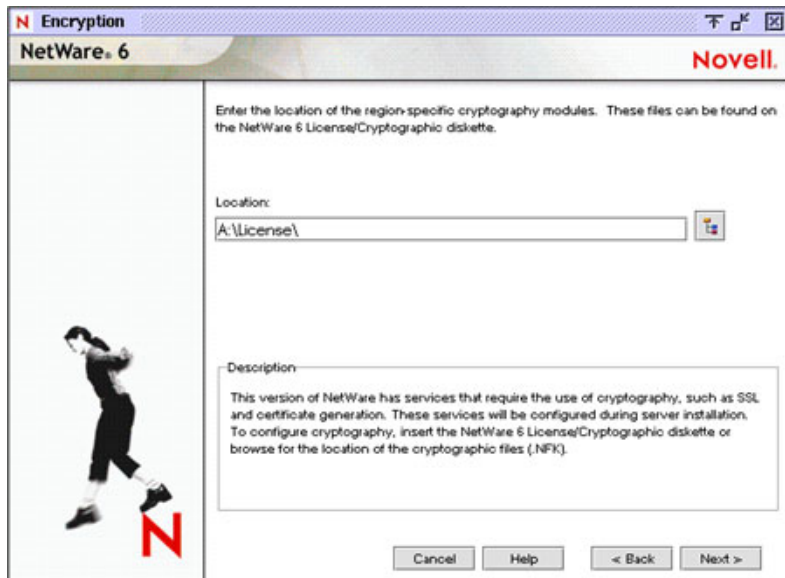 N Encryption
NetWare® 6
Novell.
Enter the location of the region-specific cryptography modules. These files can be found on
the NetWare 6 License/Cryptographic diskette.
Location:
A:\License\
Description
This version of NetWare has services that require the use of cryptography, such as SSL
and certificate generation. These services will be configured during server installation.
To configure cryptography, insert the NetWare 6 License/Cryptographic diskette or
browse for the location of the cryptographic files (.NFK).
N
Cancel
Help
< Back
Next >